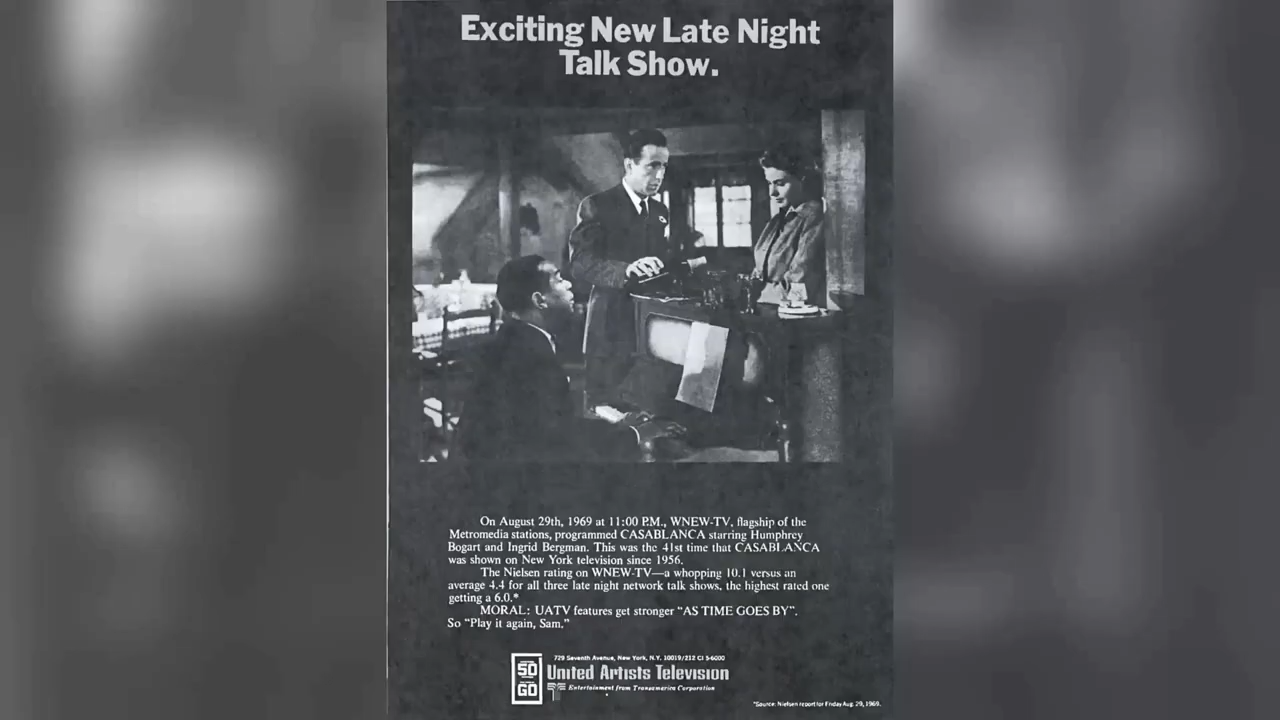 Exciting New Late Night
Talk Show.
On August 29th, 1969 at 11:00 P.M., WNEW-TV, flagship of the
Metromedia stations, programmed CASABLANCA starring Humphrey
Bogart and Ingrid Bergman. This was the 41st time that CASABLANCA
was shown on New York television since 1956.
The Nielsen rating on WNEW-TV—a whopping 10.1 versus an
average 4.4 for all three late night network talk shows, the highest rated one
getting a 6.0.*
MORAL: UATV features get stronger “AS TIME GOES BY”.
So “Play it again, Sam.”
729 Seventh Avenue, New York, N.Y. 10019/212 CI 5-6000
50
GO
United Artists Television
Entertainment from Transamerica Corporation
*Source: Nielsen report for Friday Aug. 29, 1969.